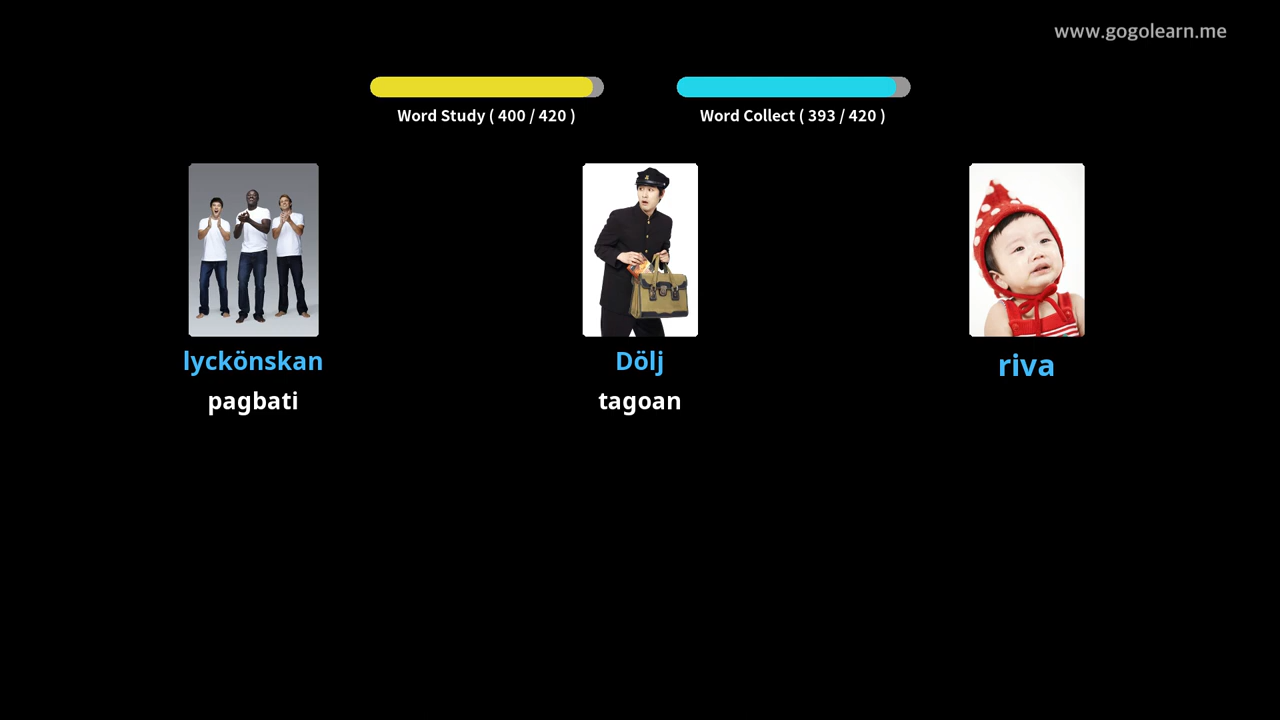 www.gogolearn.me
Word Study ( 400 / 420 )
Word Collect ( 393 / 420 )
lyckönskan
Dölj
riva
pagbati
tagoan